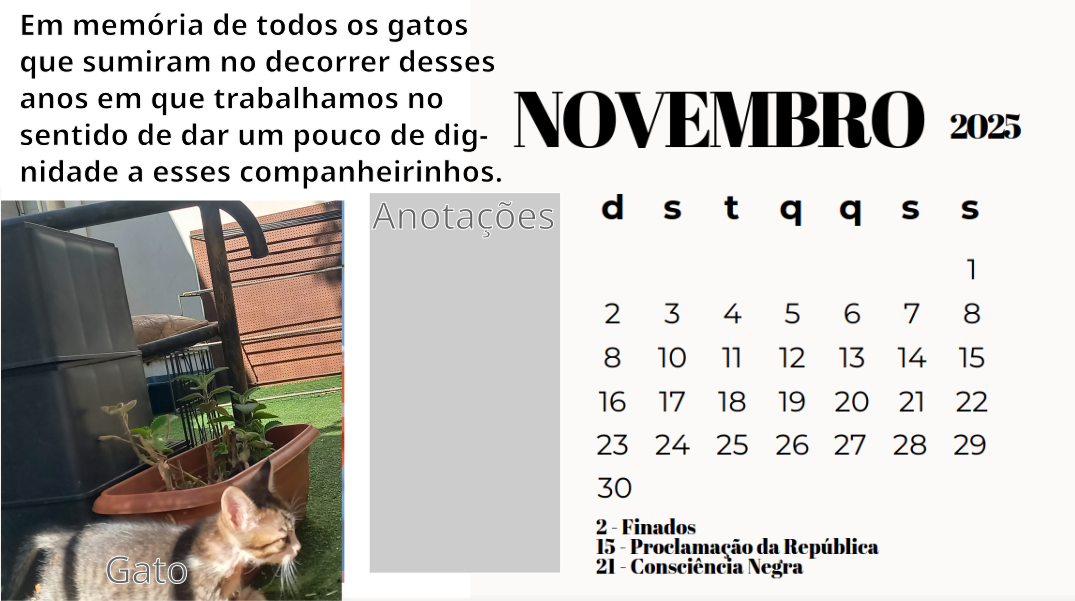 Em memória de todos os gatos
que sumiram no decorrer desses
anos em que trabalhamos no
sentido de dar um pouco de dig-
nidade a esses companheirinhos.
NOVEMBRO 2025
Anotações
d s t q q s s
1
2 3 4 5 6 7 8
8 10 11 12 13 14 15
16 17 18 19 20 21 22
23 24 25 26 27 28 29
30
2 - Finados
15 - Proclamação da República
21 - Consciência Negra
Gato